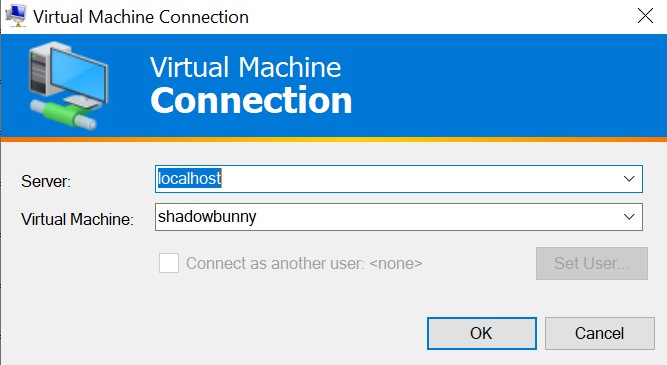 Virtual Machine Connection
Virtual Machine
Connection
Server: localhost
Virtual Machine: shadowbunny
Connect as another user: <none> Set User...
OK Cancel